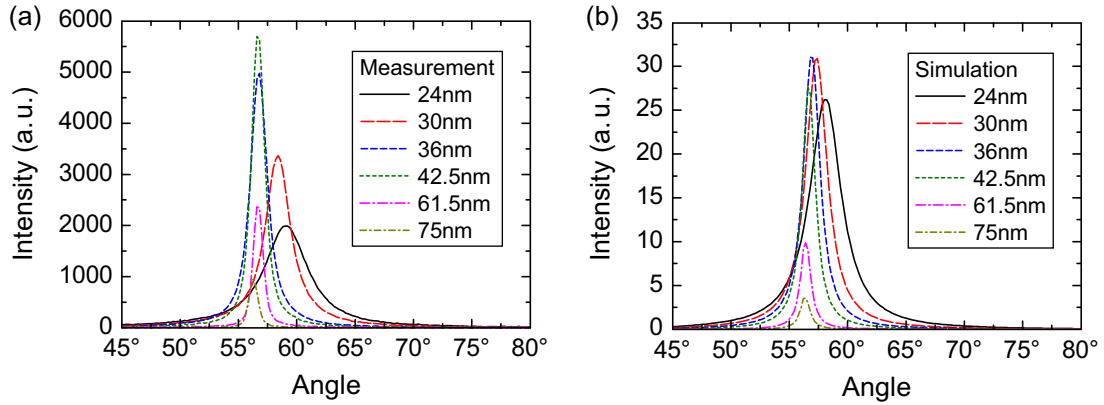 (a)
Intensity (a. u.)
6000
5000
4000
3000
2000
1000
0
45° 50° 55° 60° 65° 70° 75° 80°
Angle
Measurement
24nm
30nm
36nm
42.5nm
61.5nm
75nm
(b)
Intensity (a. u.)
35
30
25
20
15
10
5
0
45° 50° 55° 60° 65° 70° 75° 80°
Angle
Simulation
24nm
30nm
36nm
42.5nm
61.5nm
75nm